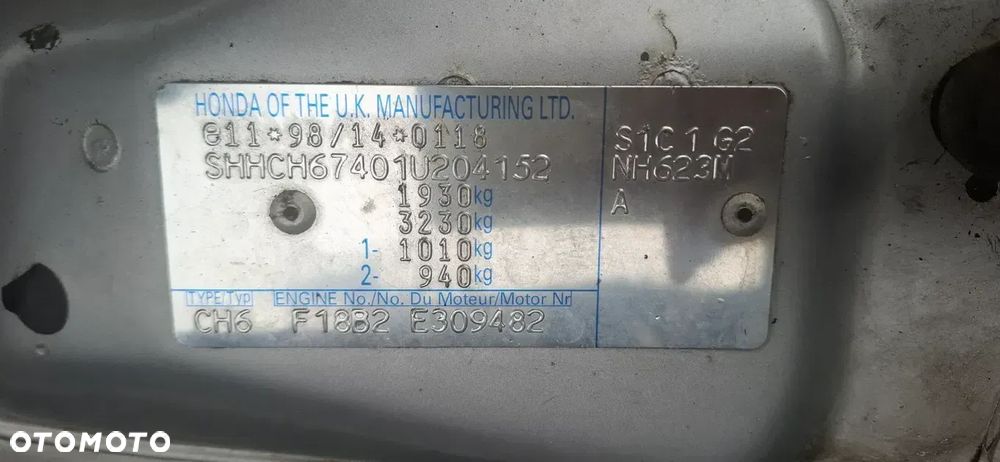 HONDA OF THE U.K. MANUFACTURING LTD.
e11*98/14*0118
SHHCH67401U204152
1930kg
3230kg
1- 1010kg
2- 940kg
TYPE/TYP ENGINE No./No. Du Moteur/Motor Nr
CH6 F18B2 E309482
S1C 1 G2
NH623M
A
OTOMOTO